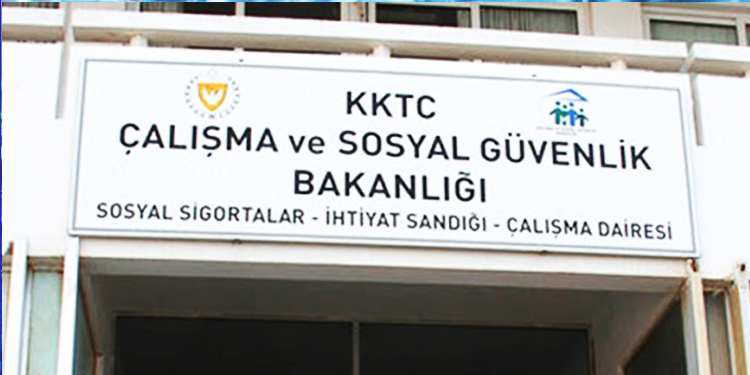 KKTC
ÇALIŞMA ve SOSYAL GÜVENLİK
BAKANLIĞI
SOSYAL SİGORTALAR - İHTİYAT SANDIĞI - ÇALIŞMA DAİRESİ